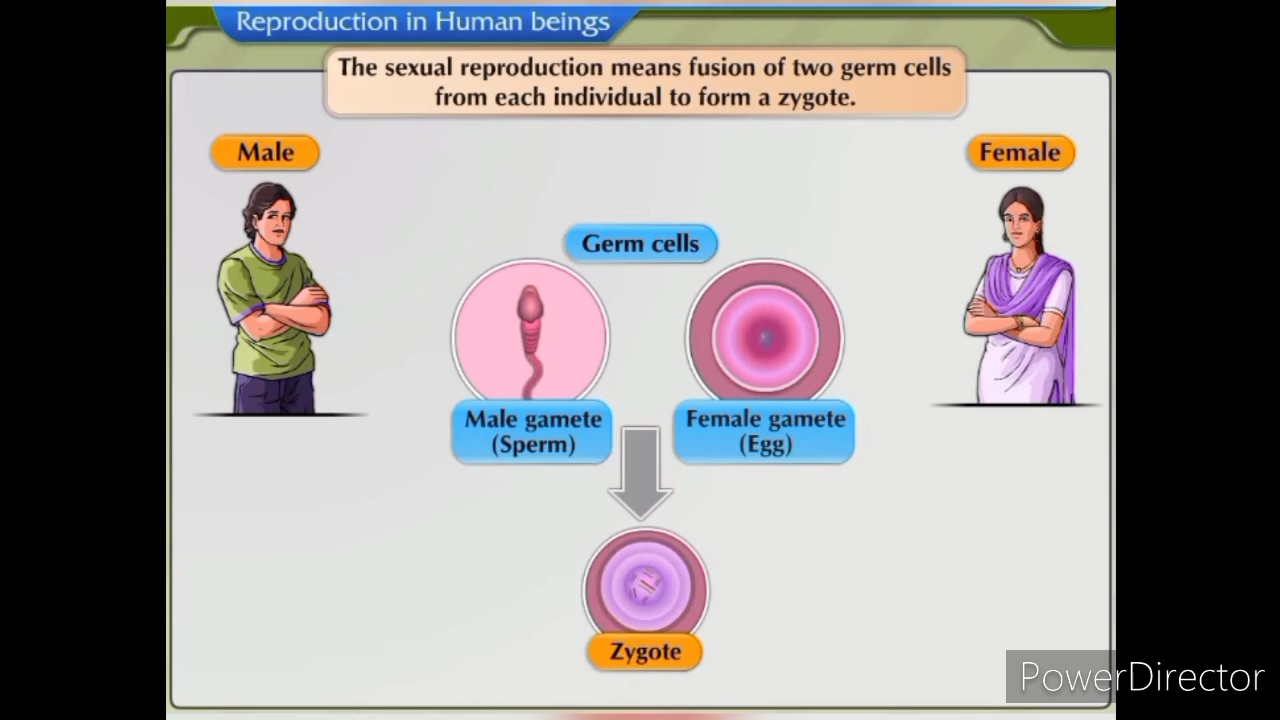 Reproduction in Human beings
The sexual reproduction means fusion of two germ cells
from each individual to form a zygote.
Male
Female
Germ cells
Male gamete
(Sperm)
Female gamete
(Egg)
Zygote
PowerDirector